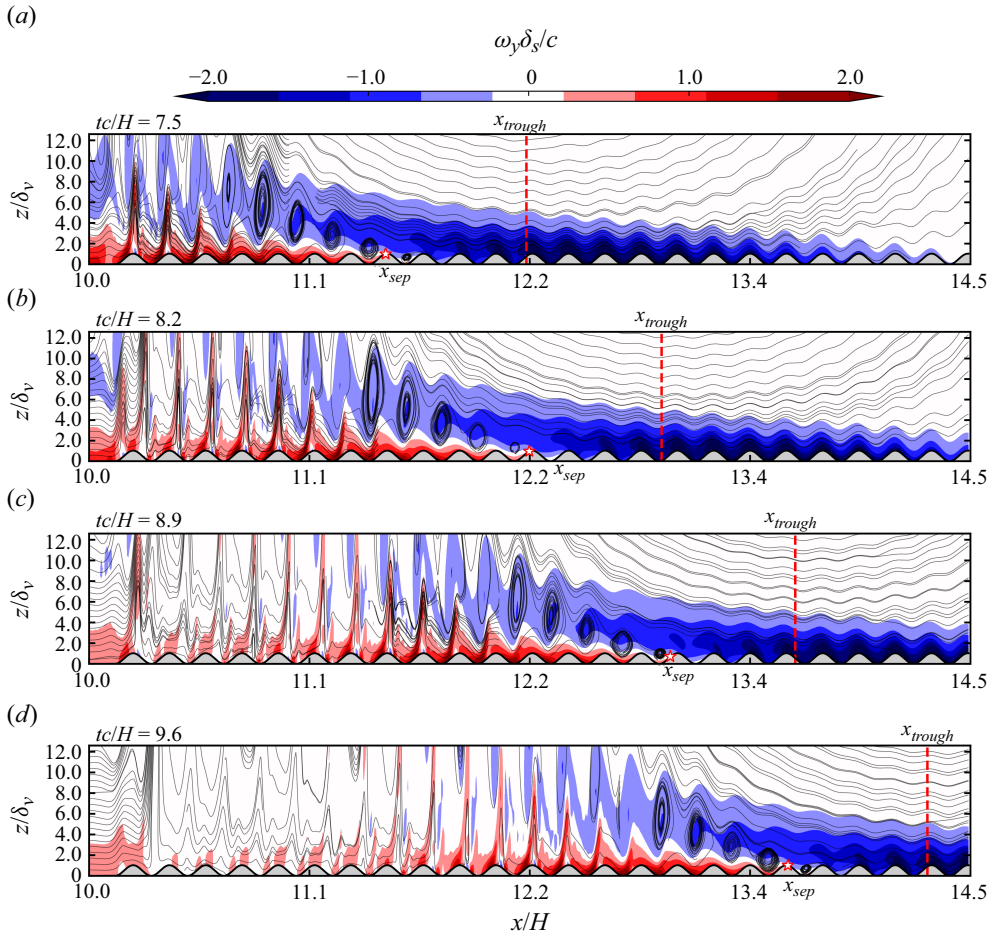 (a)
ω_y δ_s/c
−2.0 −1.0 0 1.0 2.0
tc/H = 7.5 x_trough
12.0
10.0
8.0
6.0
z/δ_ν
4.0
2.0
0
x_sep
10.0 11.1 12.2 13.4 14.5
(b)
tc/H = 8.2 x_trough
12.0
10.0
8.0
6.0
z/δ_ν
4.0
2.0
0
x_sep
10.0 11.1 12.2 13.4 14.5
(c)
tc/H = 8.9 x_trough
12.0
10.0
8.0
6.0
z/δ_ν
4.0
2.0
0
x_sep
10.0 11.1 12.2 13.4 14.5
(d)
tc/H = 9.6 x_trough
12.0
10.0
8.0
6.0
z/δ_ν
4.0
2.0
0
x_sep
10.0 11.1 12.2 13.4 14.5
x/H